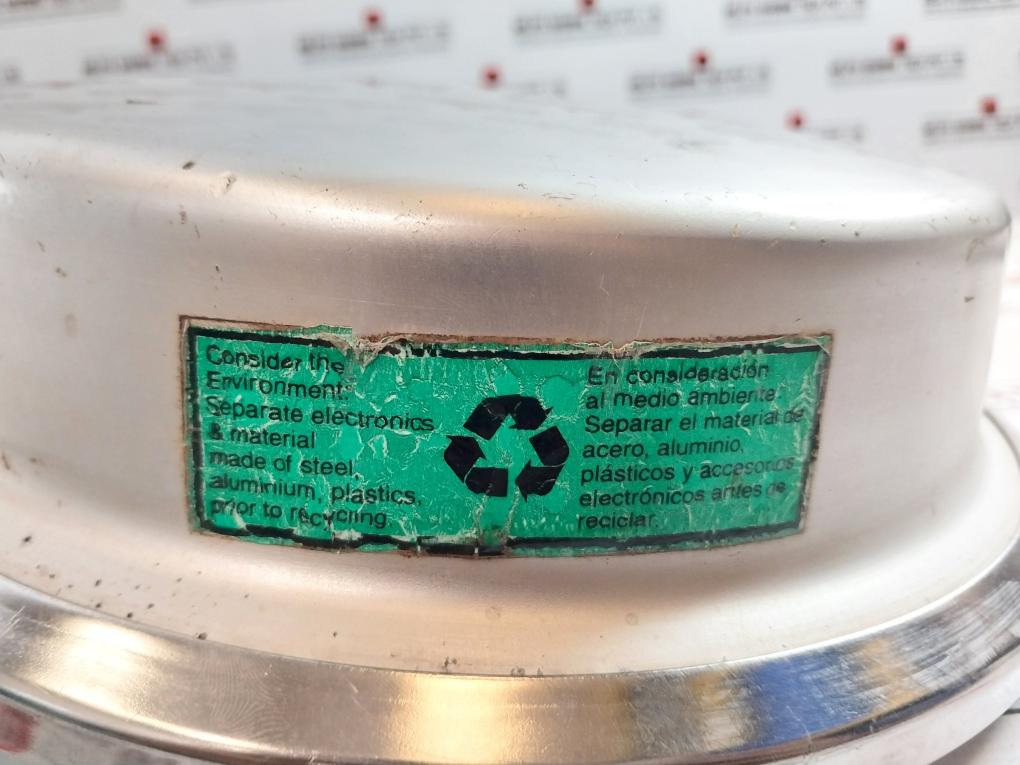 Consider the
Environment:
Separate electronics
& material
made of steel,
aluminium, plastics,
prior to recycling.
En consideración
al medio ambiente:
Separar el material de
acero, aluminio,
plásticos y accesorios
electrónicos antes de
reciclar.